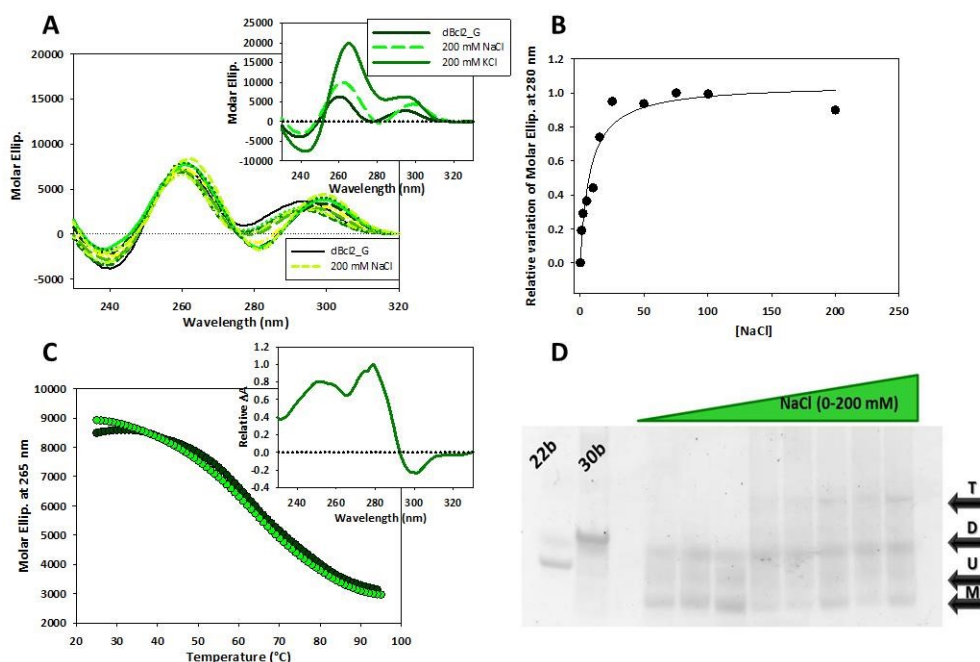 A
20000
15000
10000
5000
0
-5000
Molar Ellip.
240 260 280 300 320
Wavelength (nm)
dBcl2_G
200 mM NaCl
25000
20000
15000
10000
5000
0
-5000
10000
Molar Ellip.
240 260 280 300 320
Wavelength (nm)
dBcl2_G
200 mM NaCl
200 mM KCl
B
Relative variation of Molar Ellip. at 280 nm
1.2
1.0
0.8
0.6
0.4
0.2
0.0
0 50 100 150 200 250
[NaCl]
C
10000
9000
8000
7000
6000
5000
4000
3000
2000
Molar Ellip. at 265 nm
20 30 40 50 60 70 80 90 100
Temperature (°C)
1.2
1.0
0.8
0.6
0.4
0.2
0.0
-0.2
-0.4
Relative ΔA
240 260 280 300 320
Wavelength (nm)
D
NaCl (0-200 mM)
22b
30b
T
D
U
M